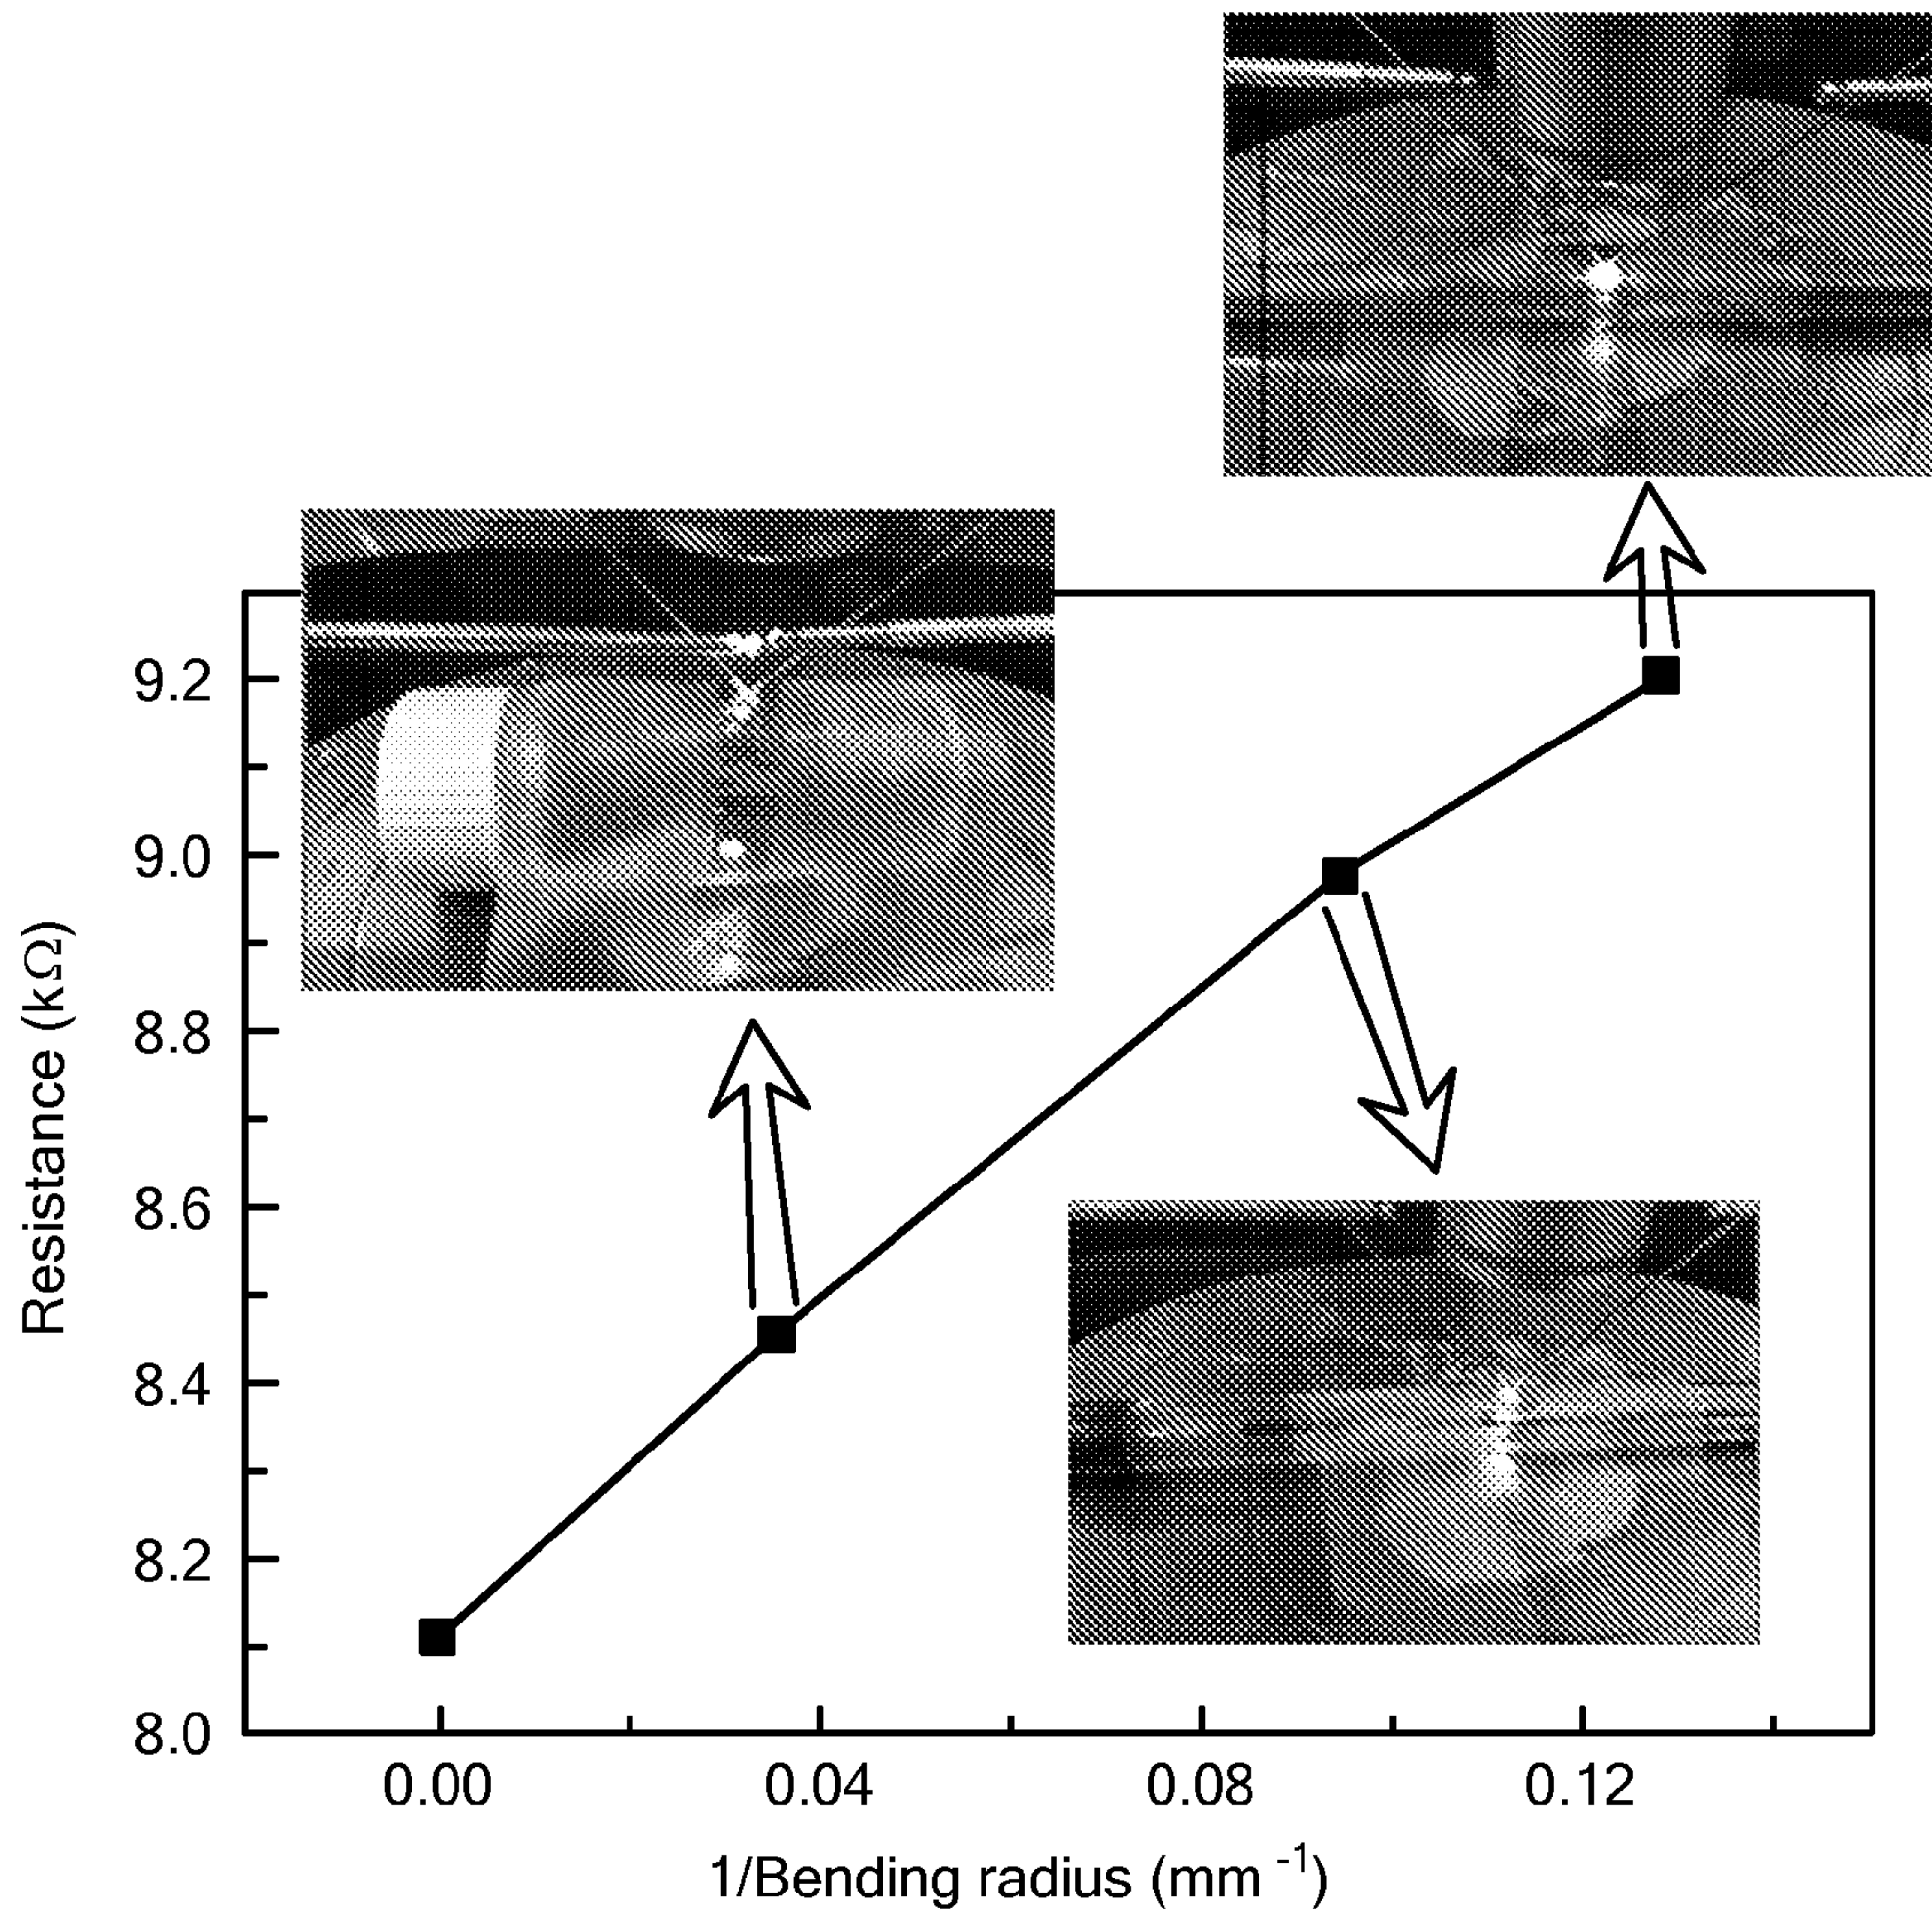 9.2
9.0
8.8
8.6
8.4
8.2
8.0
Resistance (kΩ)
0.00 0.04 0.08 0.12
1/Bending radius (mm -1)